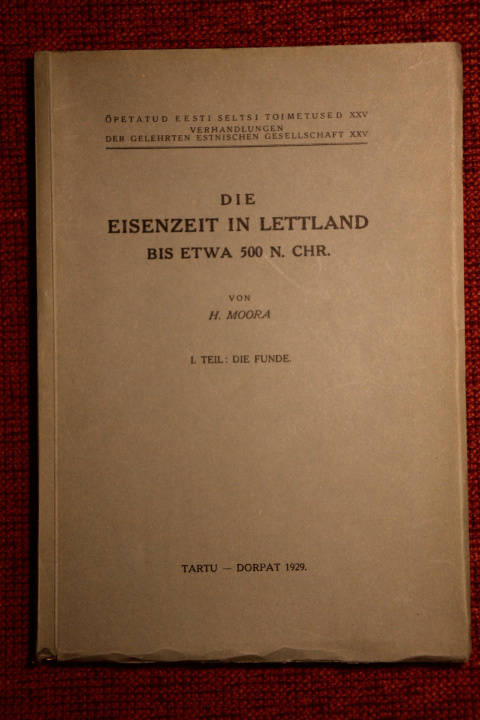 ÕPETATUD EESTI SELTSI TOIMETUSED XXV
VERHANDLUNGEN
DER GELEHRTEN ESTNISCHEN GESELLSCHAFT XXV
DIE
EISENZEIT IN LETTLAND
BIS ETWA 500 N. CHR.
VON
H. MOORA
I. TEIL: DIE FUNDE.
TARTU — DORPAT 1929.